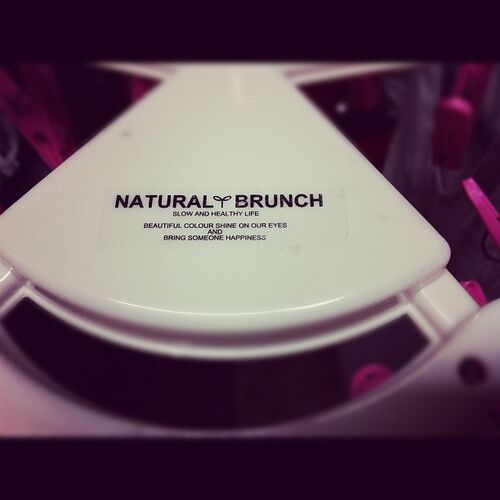 NATURAL BRUNCH
SLOW AND HEALTHY LIFE
BEAUTIFUL COLOUR SHINE ON OUR EYES
AND
BRING SOMEONE HAPPINESS